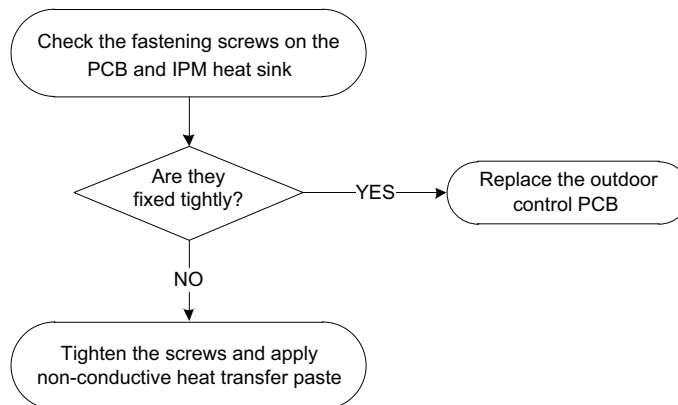 Check the fastening screws on the
PCB and IPM heat sink
Are they
fixed tightly?
YES
Replace the outdoor
control PCB
NO
Tighten the screws and apply
non-conductive heat transfer paste